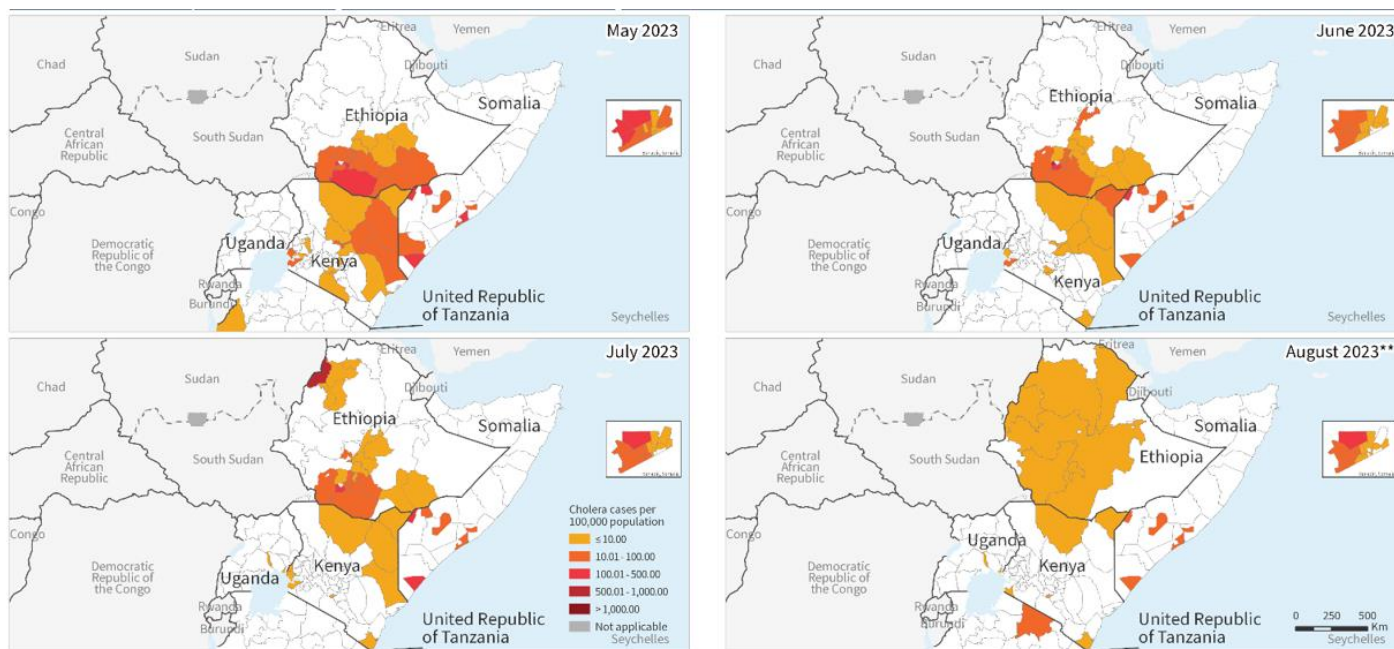 May 2023
Eritrea
Yemen
Chad
Sudan
Djibouti
Somalia
Ethiopia
Central
African
Republic
South Sudan
Congo
Democratic
Republic of
the Congo
Uganda
Kenya
Rwanda
Burundi
United Republic
of Tanzania
Seychelles
June 2023
Eritrea
Yemen
Chad
Sudan
Djibouti
Somalia
Ethiopia
Central
African
Republic
South Sudan
Congo
Democratic
Republic of
the Congo
Uganda
Kenya
Rwanda
Burundi
United Republic
of Tanzania
Seychelles
July 2023
Eritrea
Yemen
Chad
Sudan
Djibouti
Somalia
Ethiopia
Central
African
Republic
South Sudan
Congo
Democratic
Republic of
the Congo
Uganda
Kenya
Rwanda
Burundi
United Republic
of Tanzania
Cholera cases per
100,000 population
≤ 10.00
10.01 - 100.00
100.01 - 500.00
500.01 - 1,000.00
> 1,000.00
Not applicable
Seychelles
August 2023**
Eritrea
Yemen
Chad
Sudan
Djibouti
Somalia
Ethiopia
Central
African
Republic
South Sudan
Congo
Democratic
Republic of
the Congo
Uganda
Kenya
Rwanda
Burundi
United Republic
of Tanzania
0 250 500
Km
Seychelles